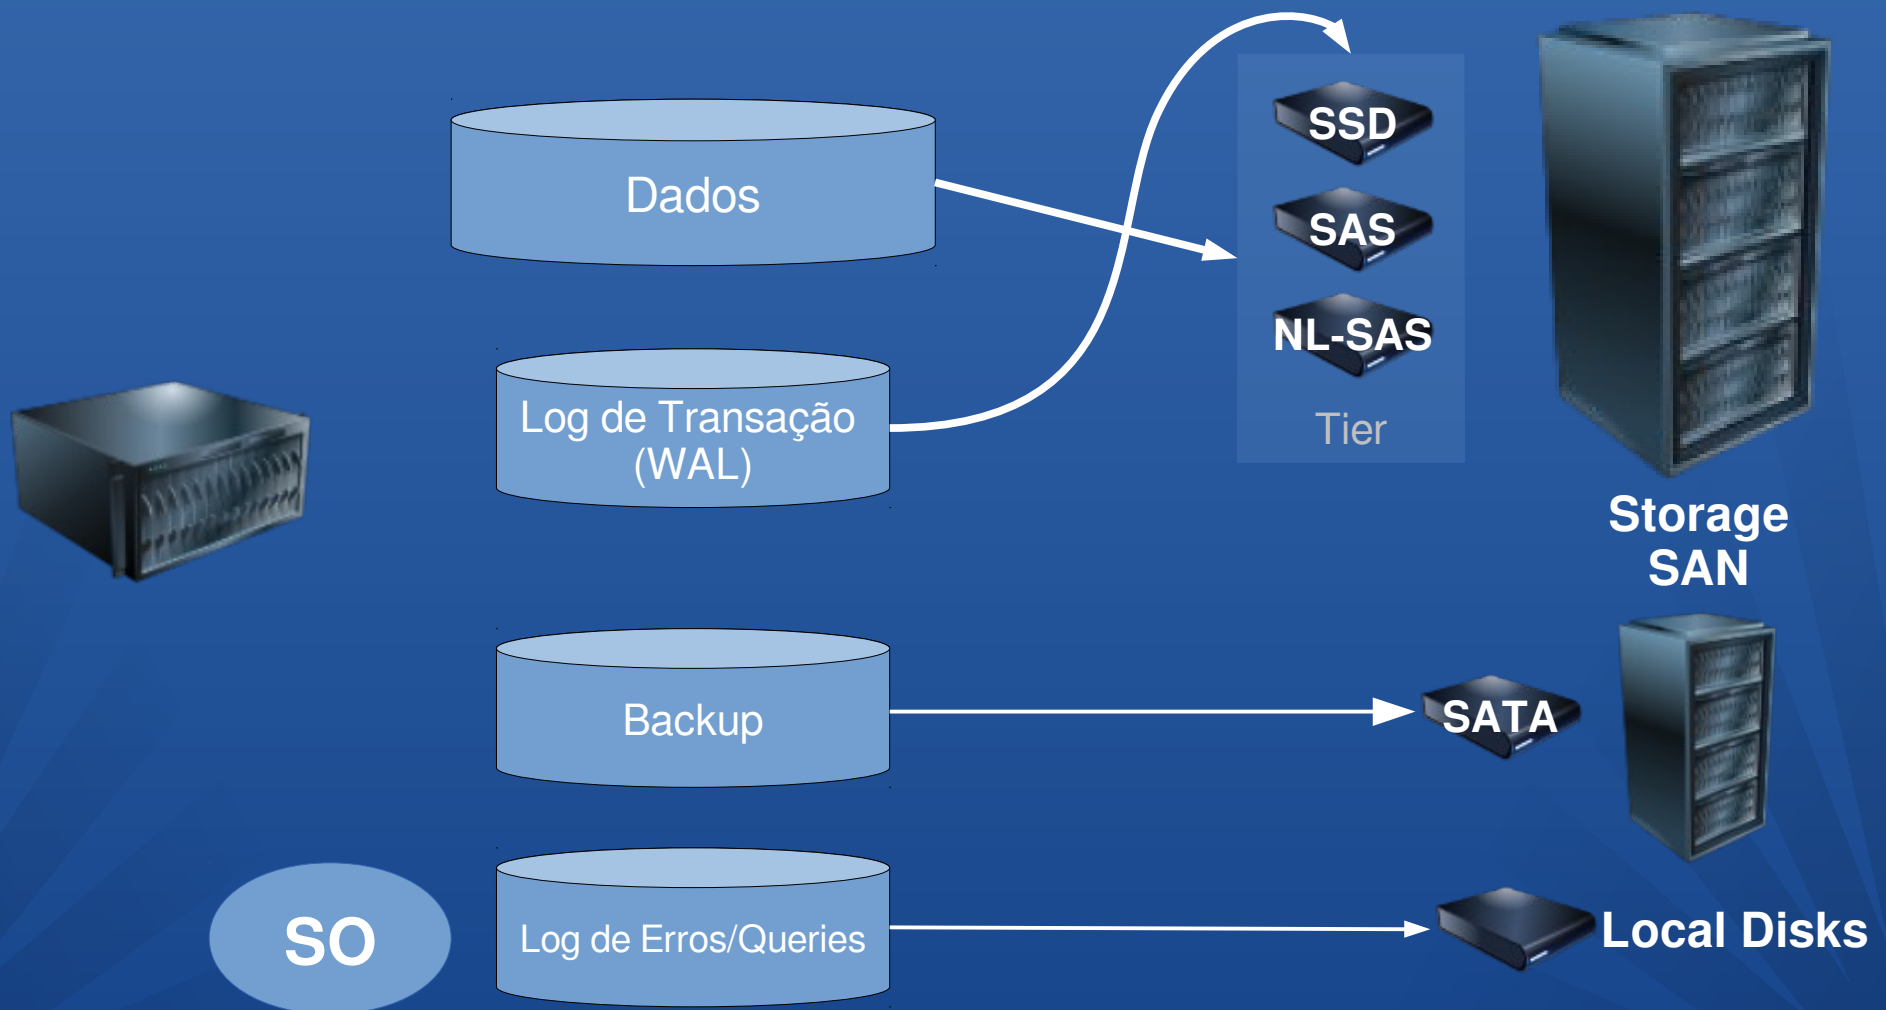 Dados
SSD
SAS
NL-SAS
Tier
Log de Transação
(WAL)
Storage
SAN
Backup
SATA
SO
Log de Erros/Queries
Local Disks